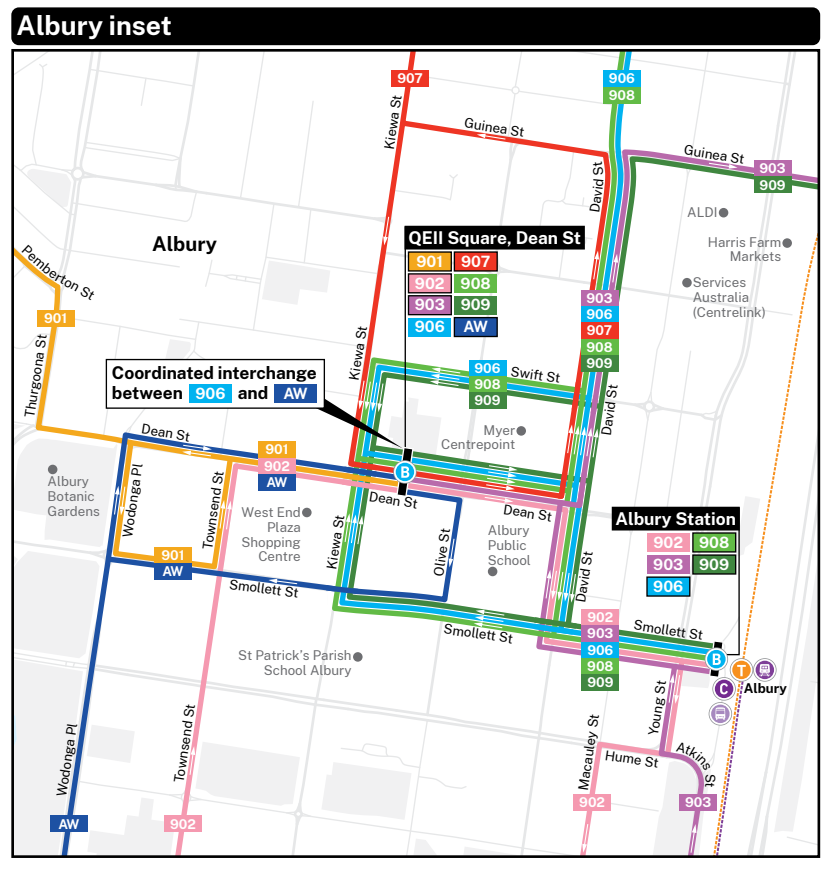 Albury inset
907
906
908
Kiewa St
Guinea St
Guinea St
903
909
David St
ALDI
Harris Farm
Markets
Albury
QEII Square, Dean St
901 907
902 908
903 909
906 AW
Pemberton St
Services
Australia
(Centrelink)
903
906
907
908
909
901
Thurgoona St
Kiewa St
Coordinated interchange
between 906 and AW
906
908
909
Swift St
David St
Myer
Centrepoint
Dean St
901
902
AW
B
Dean St
Dean St
Albury
Botanic
Gardens
Wodonga Pl
Townsend St
West End
Plaza
Shopping
Centre
Kiewa St
Olive St
Albury
Public
School
David St
Albury Station
902 908
903 909
906
901
AW
Smollett St
Smollett St
902
903
906
908
909
Smollett St
B
T
C
Albury
St Patrick's Parish
School Albury
Young St
Wodonga Pl
Townsend St
Macauley St
Hume St
Atkins St
AW
902
902
903